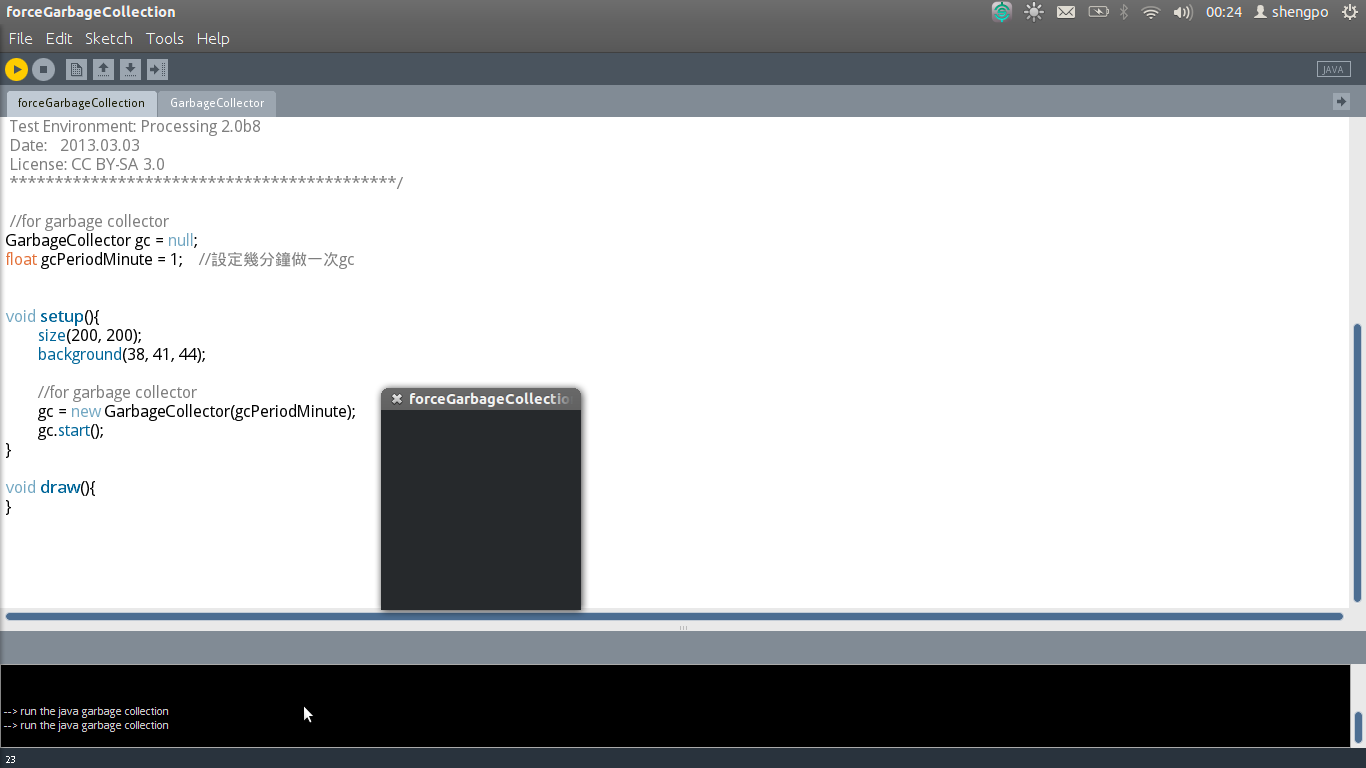 forceGarbageCollection
00:24 shengpo
File Edit Sketch Tools Help
JAVA
forceGarbageCollection GarbageCollector
Test Environment: Processing 2.0b8
Date: 2013.03.03
License: CC BY-SA 3.0
*******************************************/
//for garbage collector
GarbageCollector gc = null;
float gcPeriodMinute = 1; //設定幾分鐘做一次gc
void setup(){
size(200, 200);
background(38, 41, 44);
//for garbage collector
gc = new GarbageCollector(gcPeriodMinute);
gc.start();
}
void draw(){
}
forceGarbageCollectio
--> run the java garbage collection
--> run the java garbage collection
23